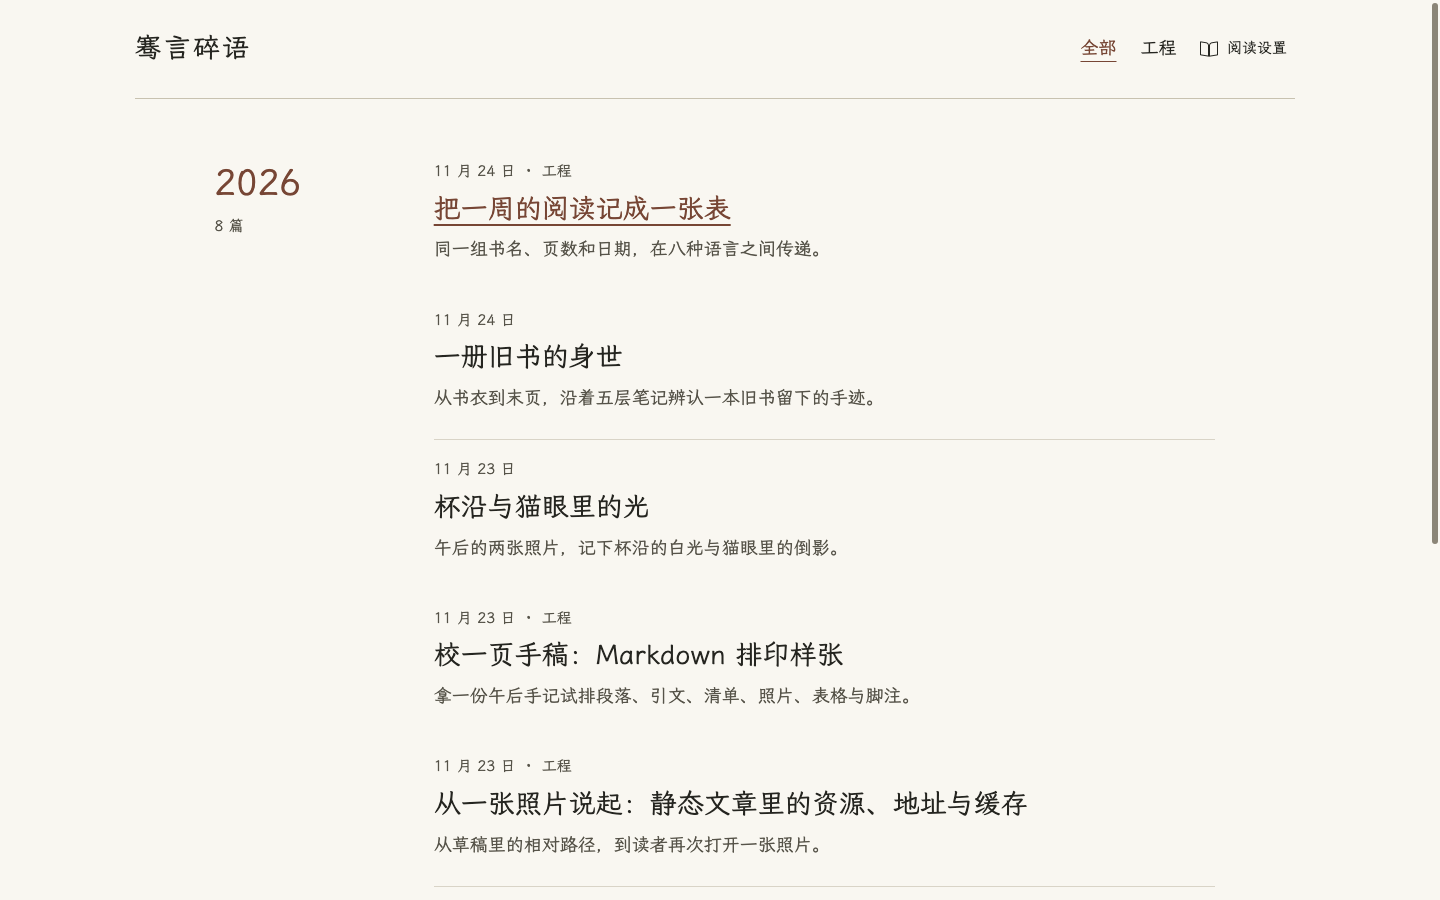 骞言碎语
全部 工程 阅读设置
2026
8 篇
11 月 24 日 · 工程
把一周的阅读记成一张表
同一组书名、页数和日期，在八种语言之间传递。
11 月 24 日
一册旧书的身世
从书衣到末页，沿着五层笔记辨认一本旧书留下的手迹。
11 月 23 日
杯沿与猫眼里的光
午后的两张照片，记下杯沿的白光与猫眼里的倒影。
11 月 23 日 · 工程
校一页手稿：Markdown 排印样张
拿一份午后手记试排段落、引文、清单、照片、表格与脚注。
11 月 23 日 · 工程
从一张照片说起：静态文章里的资源、地址与缓存
从草稿里的相对路径，到读者再次打开一张照片。